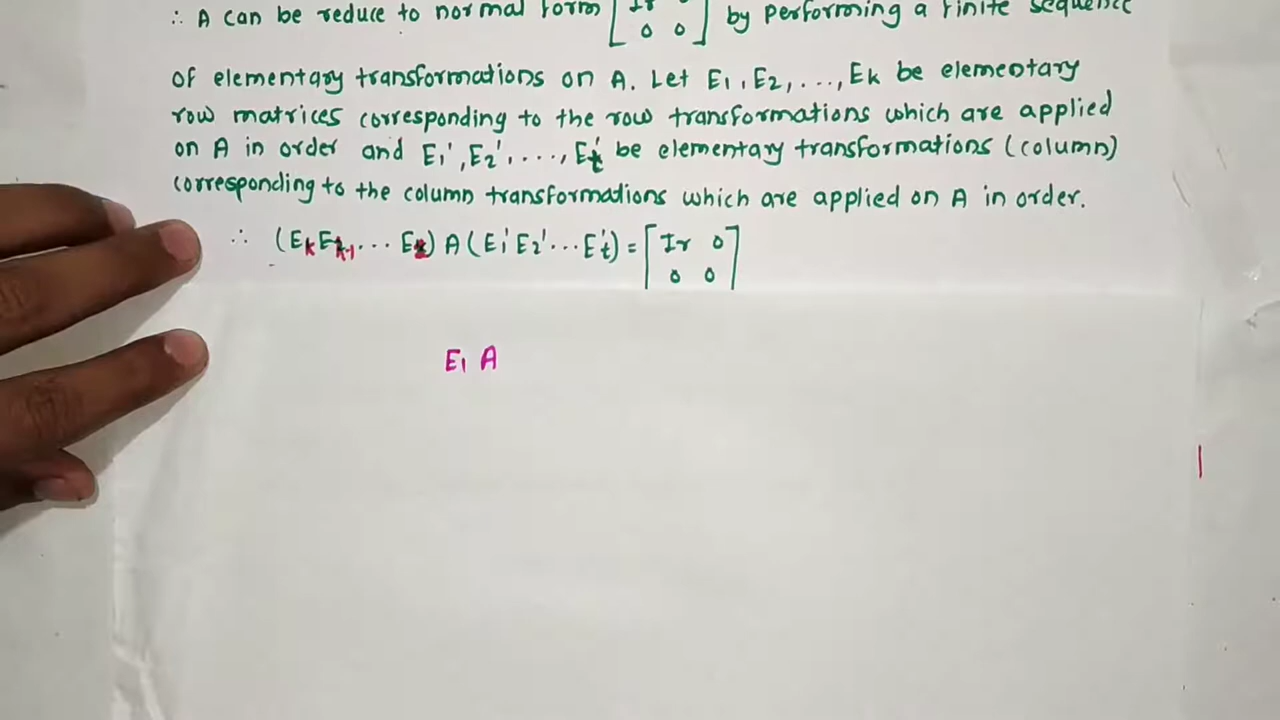 ∴ A can be reduce to normal form [Ir 0
0 0] by performing a finite sequence
of elementary transformations on A. Let E1, E2, ..., Ek be elementary
row matrices corresponding to the row transformations which are applied
on A in order and E1', E2', ..., Et' be elementary transformations (column)
corresponding to the column transformations which are applied on A in order.
∴ (Ek Ek-1 ... E1) A (E1' E2' ... Et') = [Ir 0
0 0]
E1 A